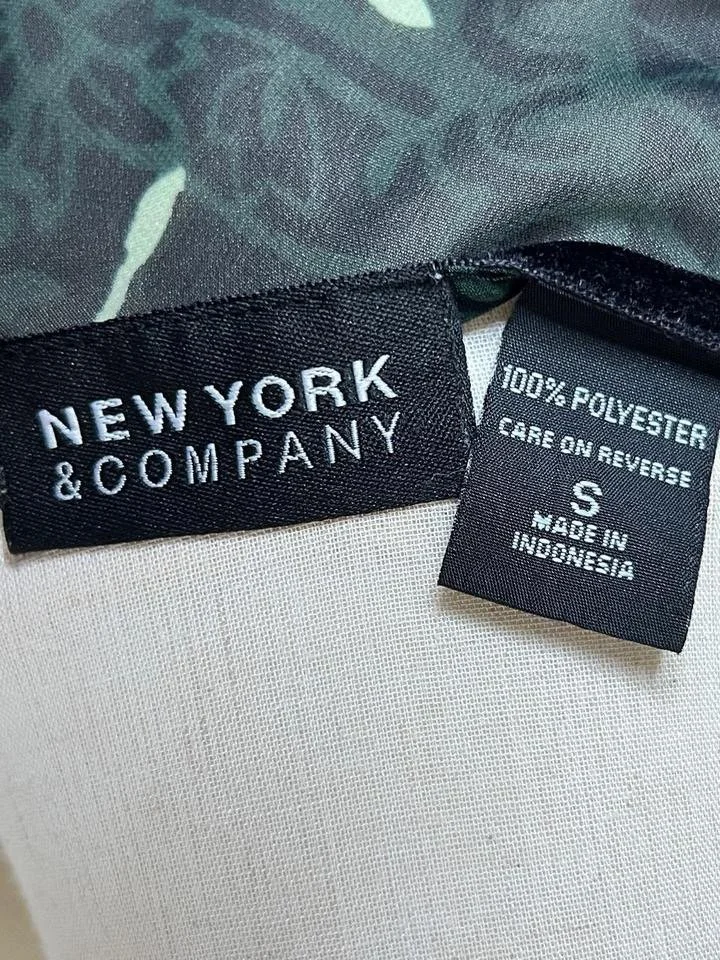 NEW YORK
&COMPANY
100% POLYESTER
CARE ON REVERSE
S
MADE IN
INDONESIA